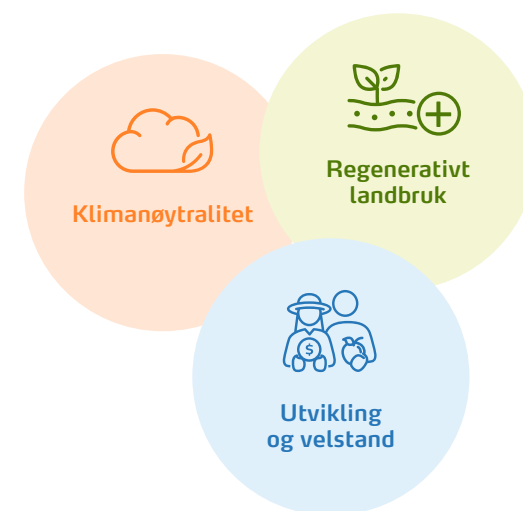 Klimanøytralitet
Regenerativt
landbruk
$
Utvikling
og velstand